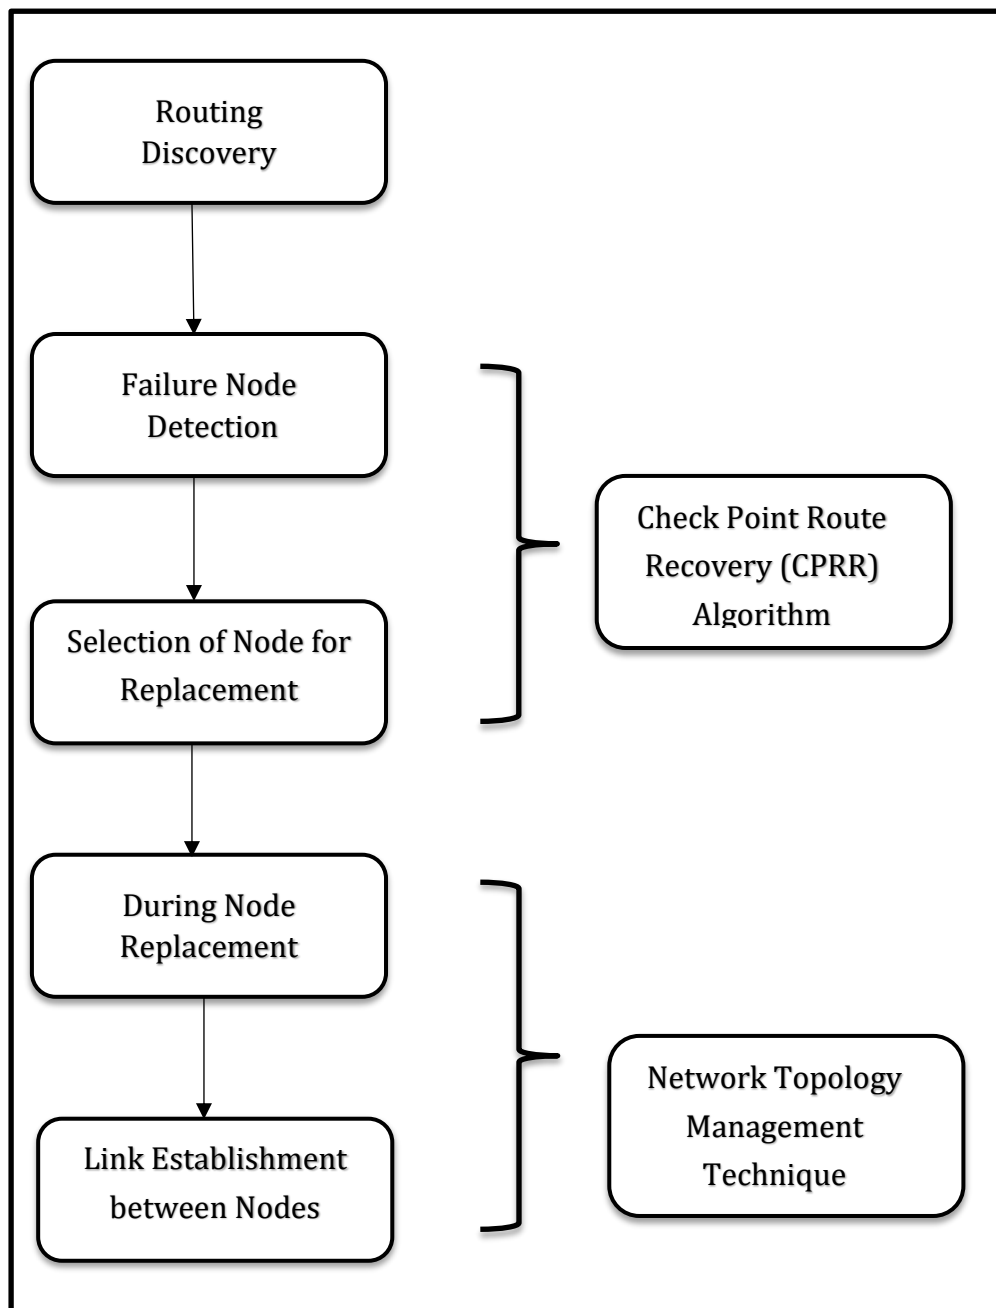 Routing
Discovery
Failure Node
Detection
Selection of Node for
Replacement
During Node
Replacement
Link Establishment
between Nodes
Check Point Route
Recovery (CPRR)
Algorithm
Network Topology
Management
Technique